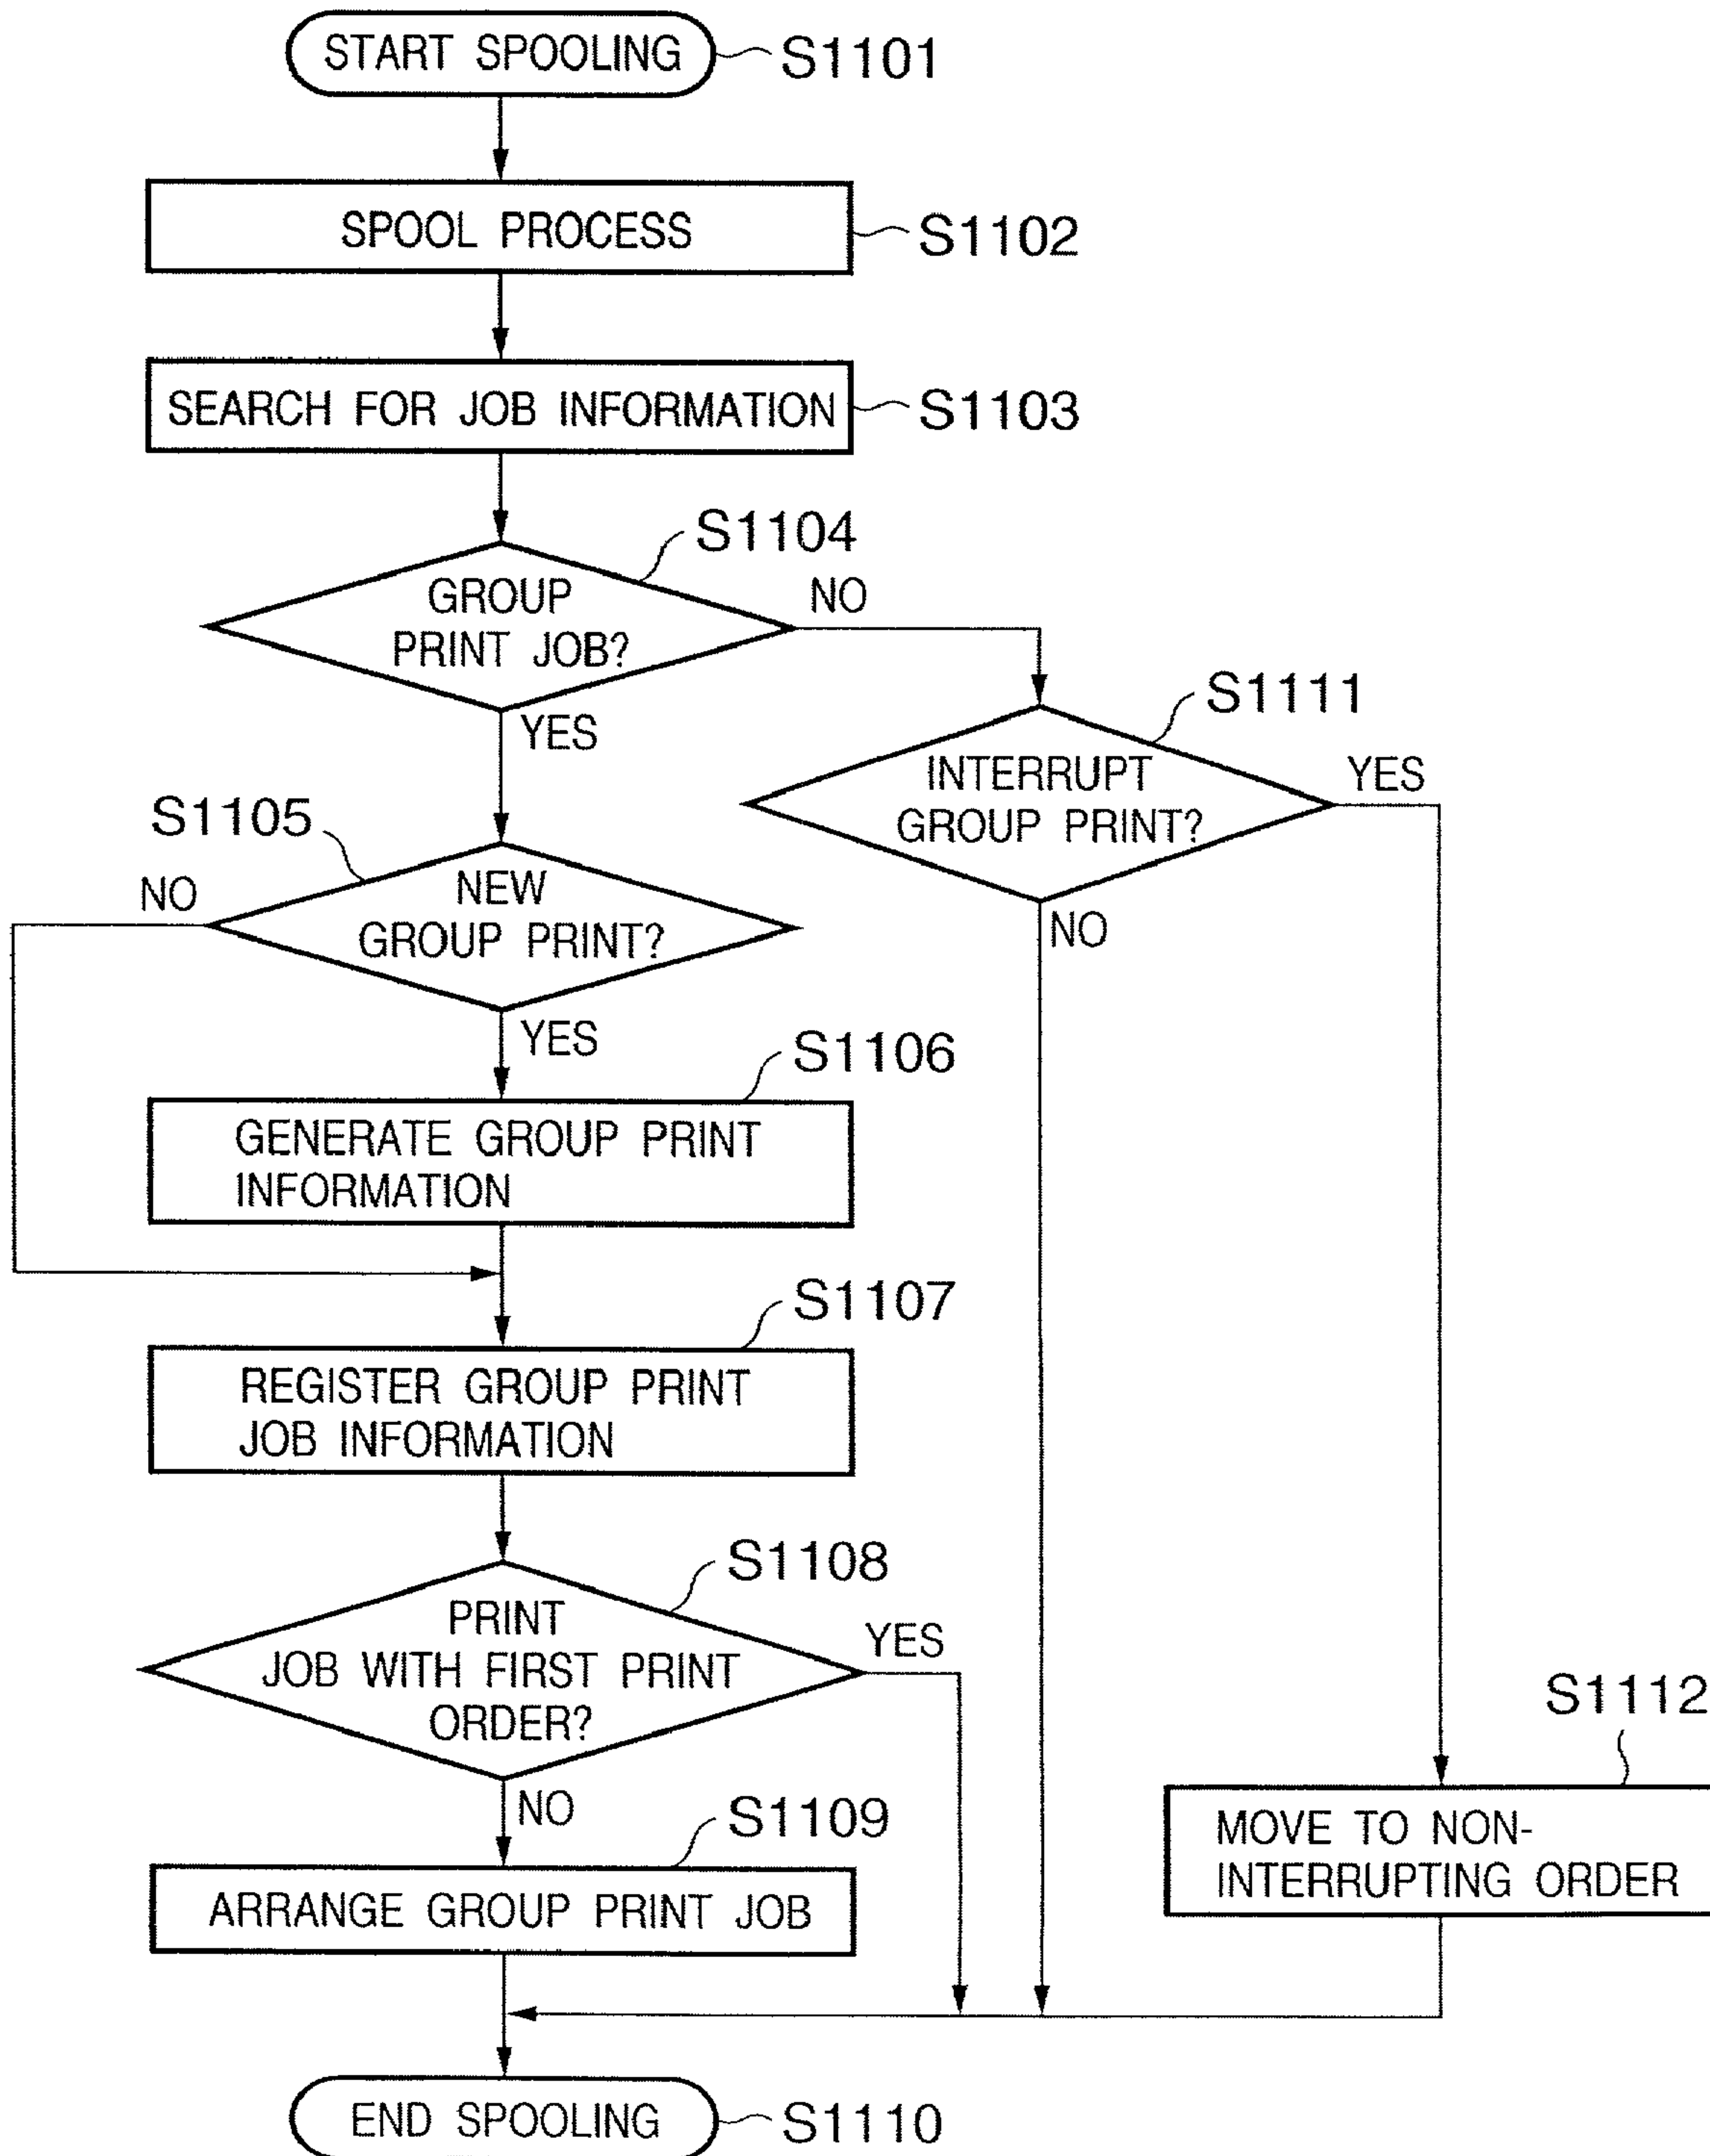 START SPOOLING
S1101
SPOOL PROCESS
S1102
SEARCH FOR JOB INFORMATION
S1103
S1104
GROUP
PRINT JOB?
NO
YES
S1111
INTERRUPT
GROUP PRINT?
YES
NO
S1105
NO
NEW
GROUP PRINT?
YES
S1106
GENERATE GROUP PRINT
INFORMATION
S1107
REGISTER GROUP PRINT
JOB INFORMATION
S1108
PRINT
JOB WITH FIRST PRINT
ORDER?
YES
NO
S1112
MOVE TO NON-
INTERRUPTING ORDER
S1109
ARRANGE GROUP PRINT JOB
END SPOOLING
S1110